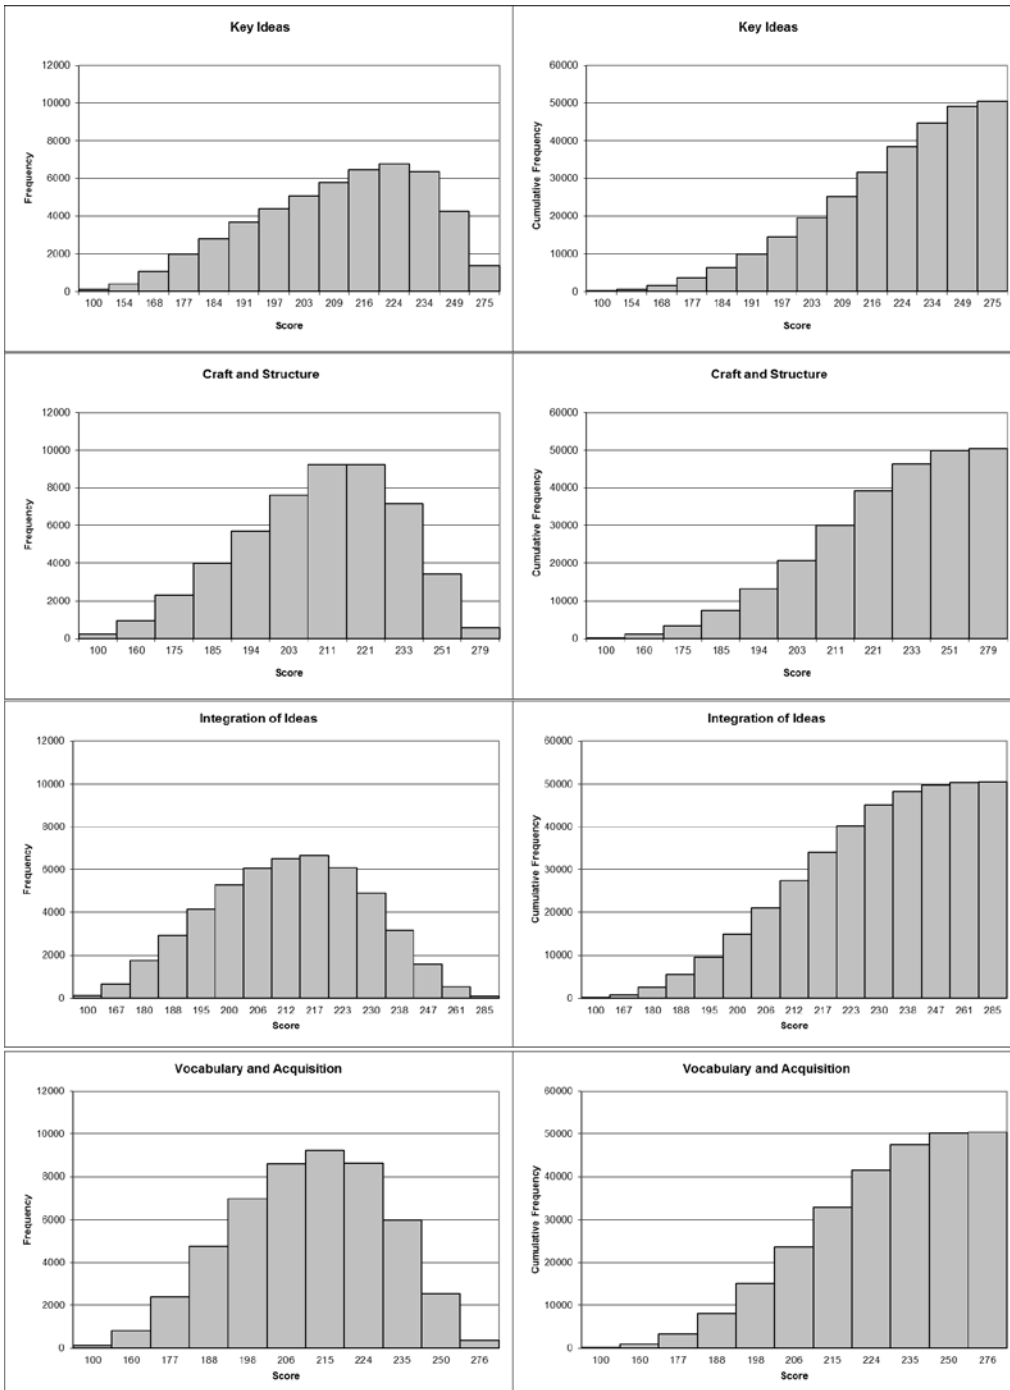 Key Ideas
12000
10000
8000
6000
4000
2000
0
Frequency
100 154 168 177 184 191 197 203 209 216 224 234 249 275
Score
Key Ideas
60000
50000
40000
30000
20000
10000
0
Cumulative Frequency
100 154 168 177 184 191 197 203 209 216 224 234 249 275
Score
Craft and Structure
12000
10000
8000
6000
4000
2000
0
Frequency
100 160 175 185 194 203 211 221 233 251 279
Score
Craft and Structure
60000
50000
40000
30000
20000
10000
0
Cumulative Frequency
100 160 175 185 194 203 211 221 233 251 279
Score
Integration of Ideas
12000
10000
8000
6000
4000
2000
0
Frequency
100 167 180 188 195 200 206 212 217 223 230 238 247 261 285
Score
Integration of Ideas
60000
50000
40000
30000
20000
10000
0
Cumulative Frequency
100 167 180 188 195 200 206 212 217 223 230 238 247 261 285
Score
Vocabulary and Acquisition
12000
10000
8000
6000
4000
2000
0
Frequency
100 160 177 188 198 206 215 224 235 250 276
Score
Vocabulary and Acquisition
60000
50000
40000
30000
20000
10000
0
Cumulative Frequency
100 160 177 188 198 206 215 224 235 250 276
Score